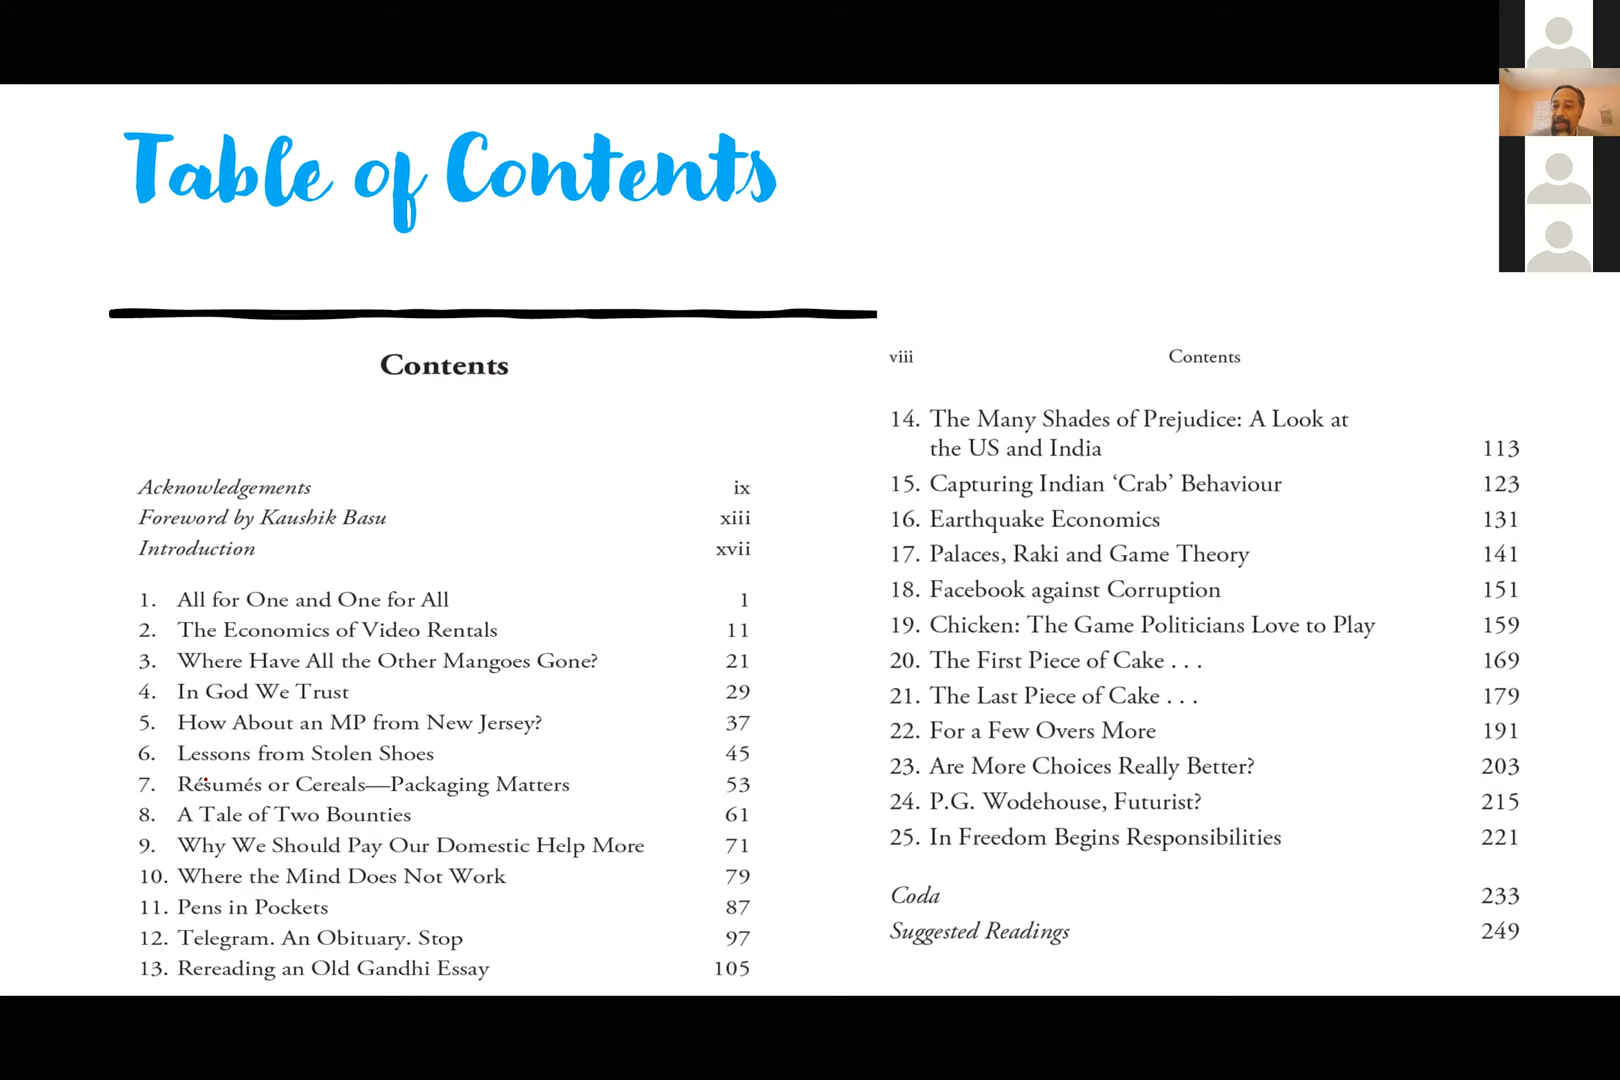 Table of Contents
Contents
Acknowledgements ix
Foreword by Kaushik Basu xiii
Introduction xvii
1. All for One and One for All 1
2. The Economics of Video Rentals 11
3. Where Have All the Other Mangoes Gone? 21
4. In God We Trust 29
5. How About an MP from New Jersey? 37
6. Lessons from Stolen Shoes 45
7. Résumés or Cereals—Packaging Matters 53
8. A Tale of Two Bounties 61
9. Why We Should Pay Our Domestic Help More 71
10. Where the Mind Does Not Work 79
11. Pens in Pockets 87
12. Telegram. An Obituary. Stop 97
13. Rereading an Old Gandhi Essay 105
viii Contents
14. The Many Shades of Prejudice: A Look at
the US and India 113
15. Capturing Indian ‘Crab’ Behaviour 123
16. Earthquake Economics 131
17. Palaces, Raki and Game Theory 141
18. Facebook against Corruption 151
19. Chicken: The Game Politicians Love to Play 159
20. The First Piece of Cake . . . 169
21. The Last Piece of Cake . . . 179
22. For a Few Overs More 191
23. Are More Choices Really Better? 203
24. P.G. Wodehouse, Futurist? 215
25. In Freedom Begins Responsibilities 221
Coda 233
Suggested Readings 249